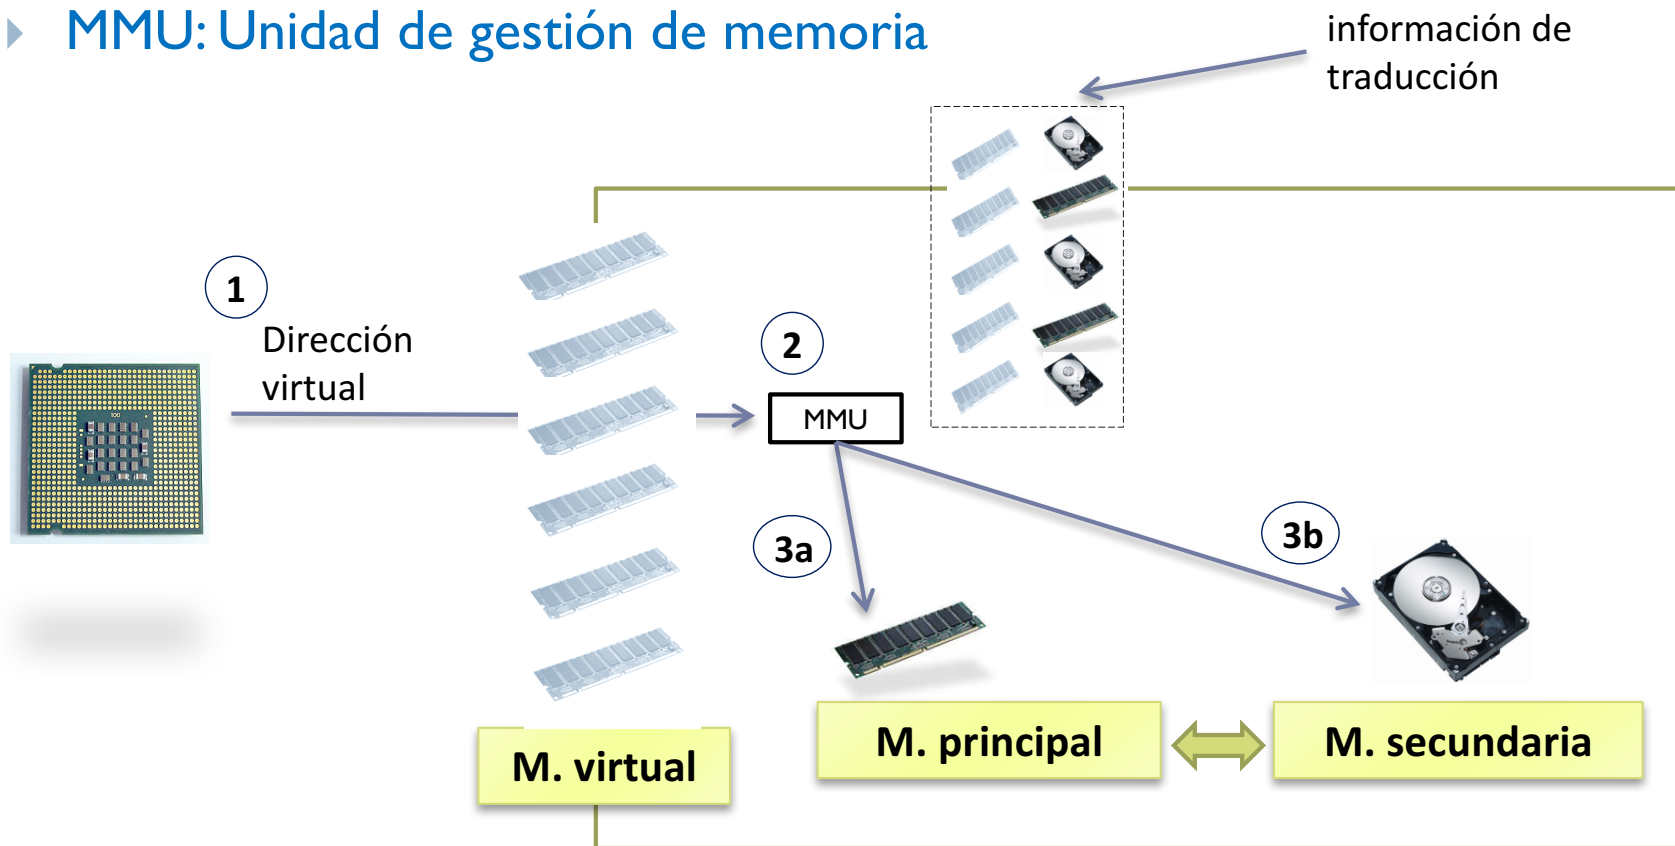 MMU: Unidad de gestión de memoria
información de
traducción
1
Dirección
virtual
2
MMU
3a
3b
M. virtual
M. principal
M. secundaria